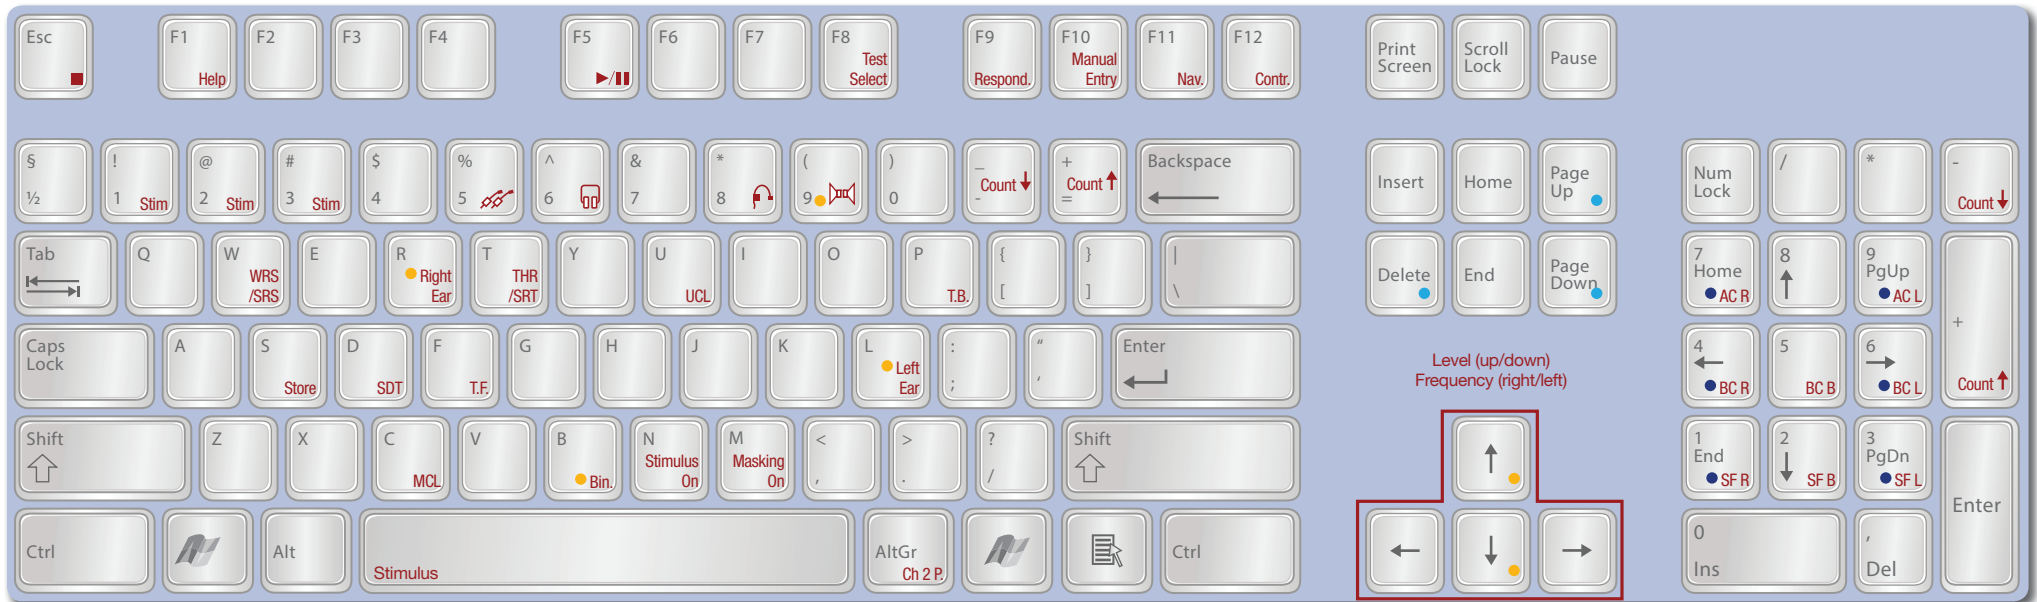 Esc
F1
Help
F2
F3
F4
F5
▶/❚❚
F6
F7
F8
Test
Select
F9
Respond.
F10
Manual
Entry
F11
Nav.
F12
Contr.
Print
Screen
Scroll
Lock
Pause
§
½
!
1 Stim
@
2 Stim
#
3 Stim
$
4
%
5
^
6
&
7
*
8
(
9
)
0
_
Count ↓
-
+
Count ↑
=
Backspace
←
Insert
Home
Page
Up
Num
Lock
/
*
-
Count ↓
Tab
Q
W
WRS
/SRS
E
R
Right
Ear
T
THR
/SRT
Y
U
UCL
I
O
P
T.B.
{
[
}
]
|
\
Delete
End
Page
Down
7
Home
AC R
8
↑
9
PgUp
AC L
+
Count ↑
Caps
Lock
A
S
Store
D
SDT
F
T.F.
G
H
J
K
L
Left
Ear
:
;
“
‘
Enter
Level (up/down)
Frequency (right/left)
4
←
BC R
5
BC B
6
→
BC L
Shift
Z
X
C
MCL
V
B
Bin.
N
Stimulus
On
M
Masking
On
<
,
>
.
?
/
Shift
↑
1
End
SF R
2
↓
SF B
3
PgDn
SF L
Enter
Ctrl
Alt
Stimulus
AltGr
Ch 2 P.
Ctrl
←
↓
→
0
Ins
,
Del